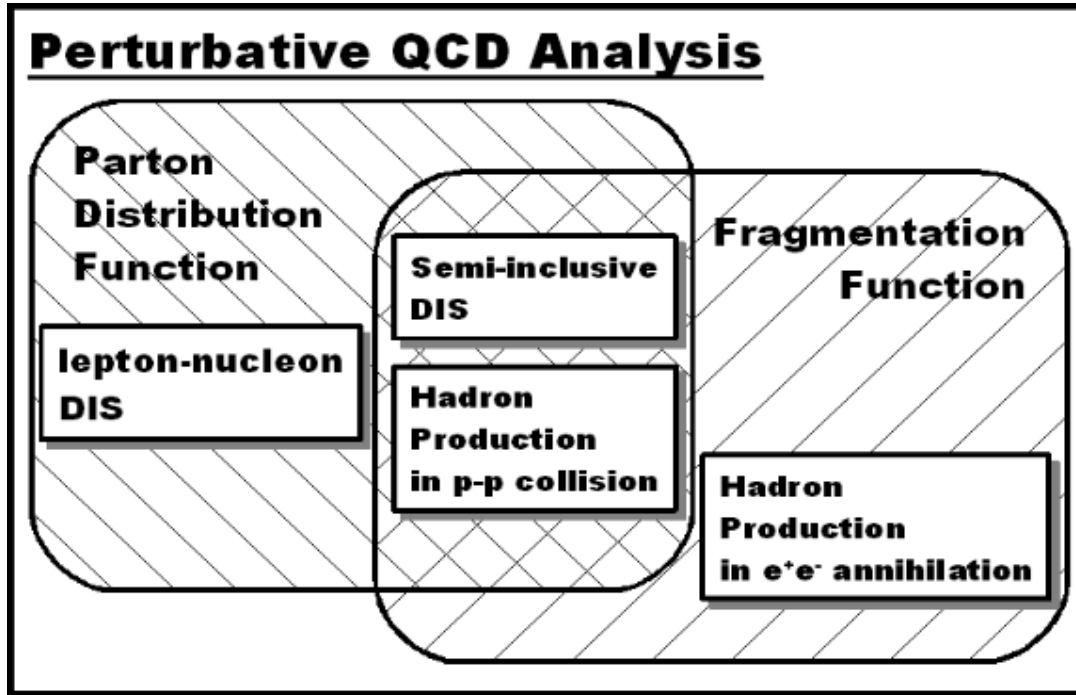 Perturbative QCD Analysis
Parton
Distribution
Function
lepton-nucleon
DIS
Semi-inclusive
DIS
Hadron
Production
in p-p collision
Fragmentation
Function
Hadron
Production
in e⁺e⁻ annihilation